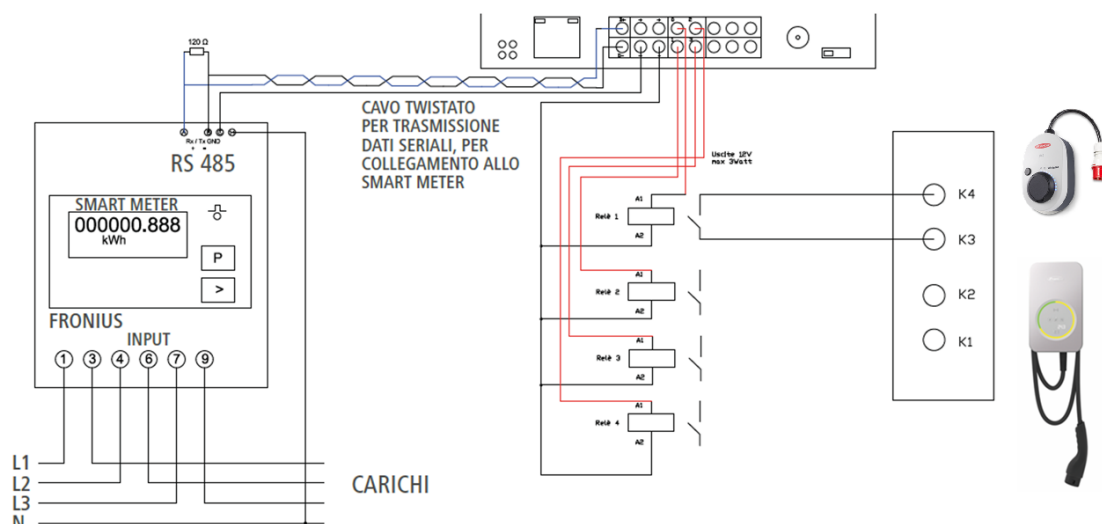 120 Ω
CAVO TWISTATO
PER TRASMISSIONE
DATI SERIALI, PER
COLLEGAMENTO ALLO
SMART METER
Rx / Tx GND
+ -
RS 485
SMART METER
000000.888
kWh
P
>
FRONIUS
INPUT
1 3 4 6 7 9
L1
L2
L3
N
CARICHI
Uscite 12V
max 3Watt
A1
Relè 1
A2
A1
Relè 2
A2
A1
Relè 3
A2
A1
Relè 4
A2
K4
K3
K2
K1